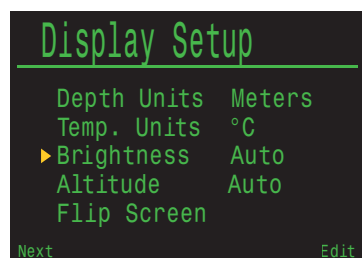 Display Setup
Depth Units Meters
Temp. Units °C
Brightness Auto
Altitude Auto
Flip Screen
Next Edit